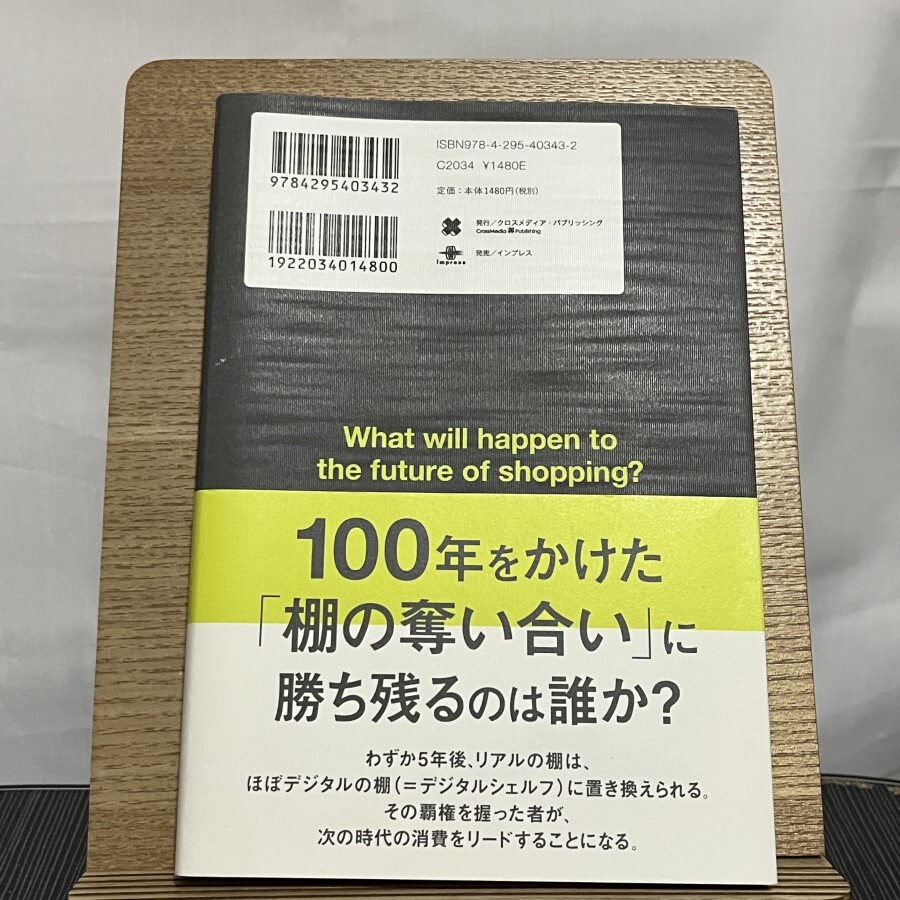 9784295403432
1922034014800
ISBN978-4-295-40343-2
C2034 ¥1480E
定価：本体1480円（税別）
発行／クロスメディア・パブリッシング
CrossMedia Publishing
Impress
発売／インプレス
What will happen to
the future of shopping?
100年をかけた
「棚の奪い合い」に
勝ち残るのは誰か？
わずか5年後、リアルの棚は、
ほぼデジタルの棚（＝デジタルシェルフ）に置き換えられる。
その覇権を握った者が、
次の時代の消費をリードすることになる。